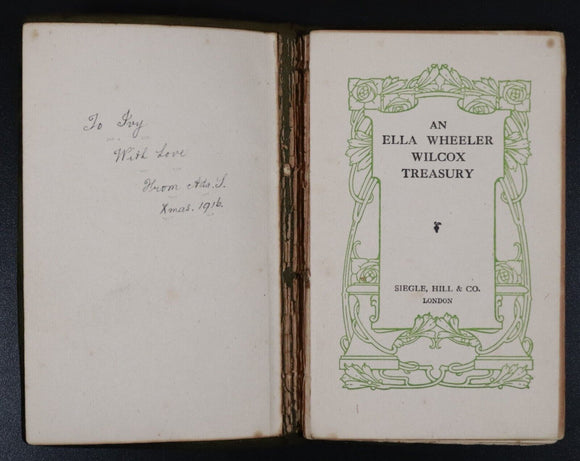 To Ivy
With Love
From Ada. S.
Xmas. 1916.
AN
ELLA WHEELER
WILCOX
TREASURY
SIEGLE, HILL & CO.
LONDON